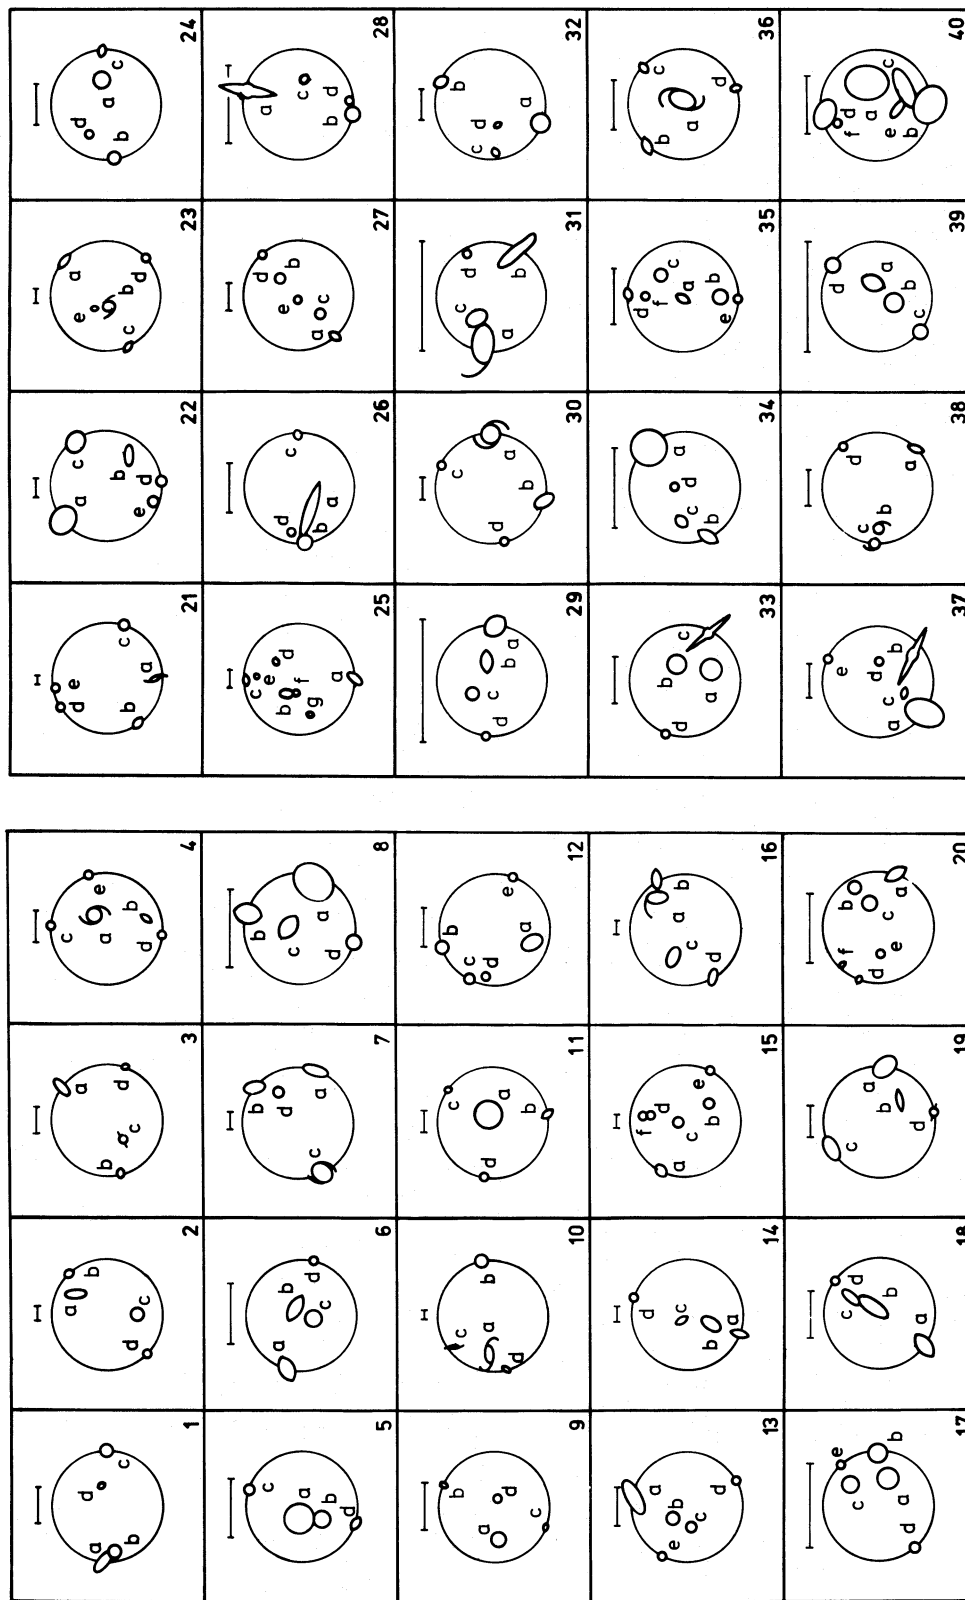 a b c d 1
a b c d 2
a b c d 3
a b c d e 4
a b c d 5
a b c d 6
a b c d 7
a b c d 8
a b c d 9
a b c d 10
a b c d 11
a b c d e 12
a b c d e 13
a b c d 14
a b c d e f 15
a b c d 16
a b c d e 17
a b c d 18
a b c d 19
a b c d e f 20
a b c d e 21
a b c d e 22
a b c d e 23
a b c d 24
a b c d e f g 25
a b c d 26
a b c d e 27
a b c d 28
a b c d 29
a b c d 30
a b c d 31
a b c d 32
a b c d 33
a b c d 34
a b c d e f 35
a b c d 36
a c d e 37
a b c d 38
a b c d 39
a b c d e f 40